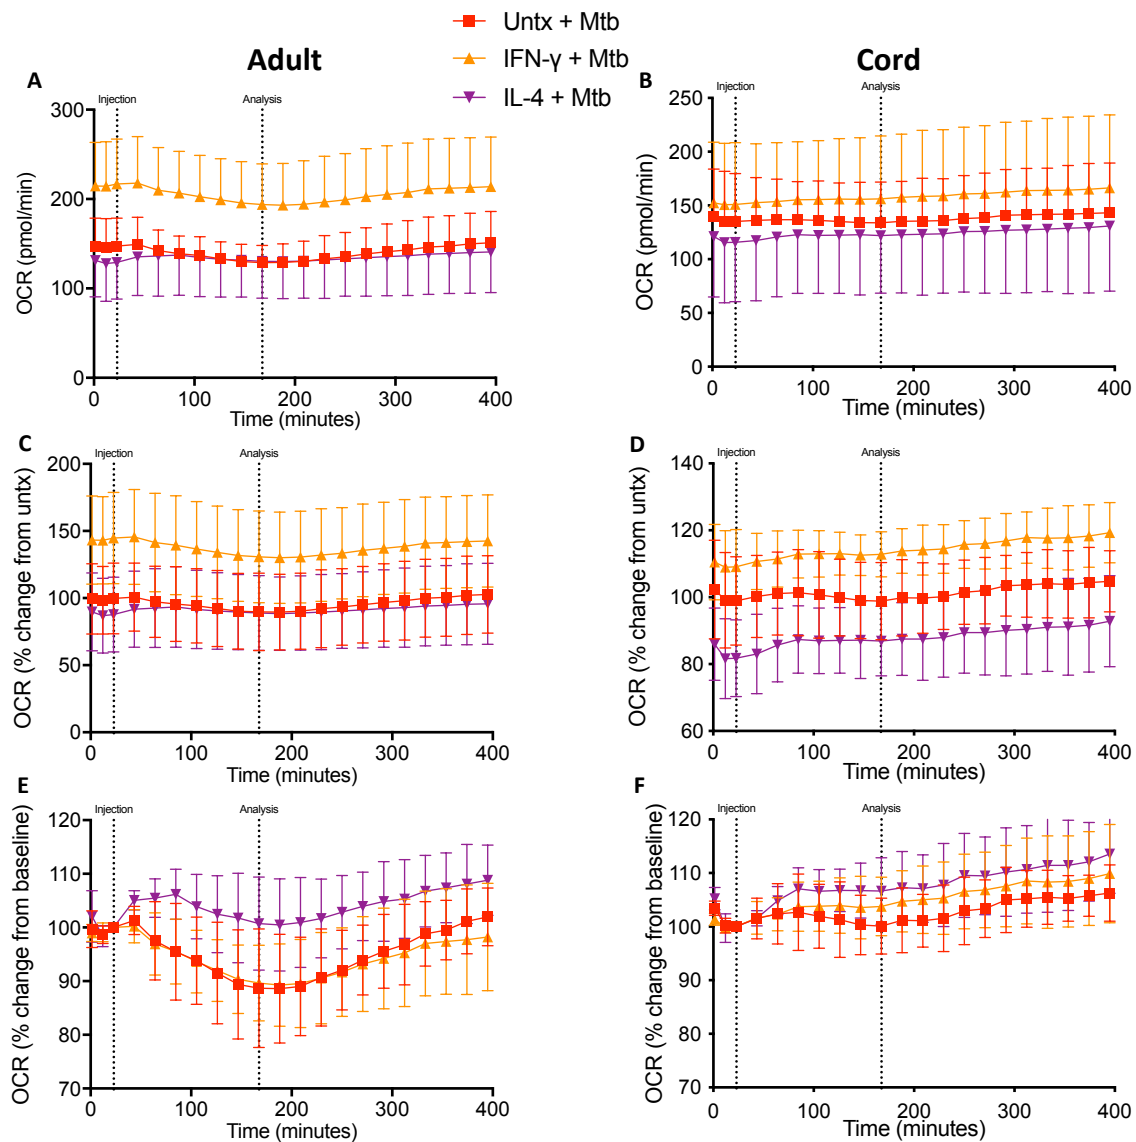 Untx + Mtb
IFN-γ + Mtb
IL-4 + Mtb
Adult
Cord
A
Injection
Analysis
300
200
100
0
OCR (pmol/min)
0 100 200 300 400
Time (minutes)
B
Injection
Analysis
250
200
150
100
50
0
OCR (pmol/min)
0 100 200 300 400
Time (minutes)
C
Injection
Analysis
200
150
100
50
0
OCR (% change from untx)
0 100 200 300 400
Time (minutes)
D
Injection
Analysis
140
120
100
80
60
OCR (% change from untx)
0 100 200 300 400
Time (minutes)
E
Injection
Analysis
120
110
100
90
80
70
OCR (% change from baseline)
0 100 200 300 400
Time (minutes)
F
Injection
Analysis
120
110
100
90
80
70
OCR (% change from baseline)
0 100 200 300 400
Time (minutes)